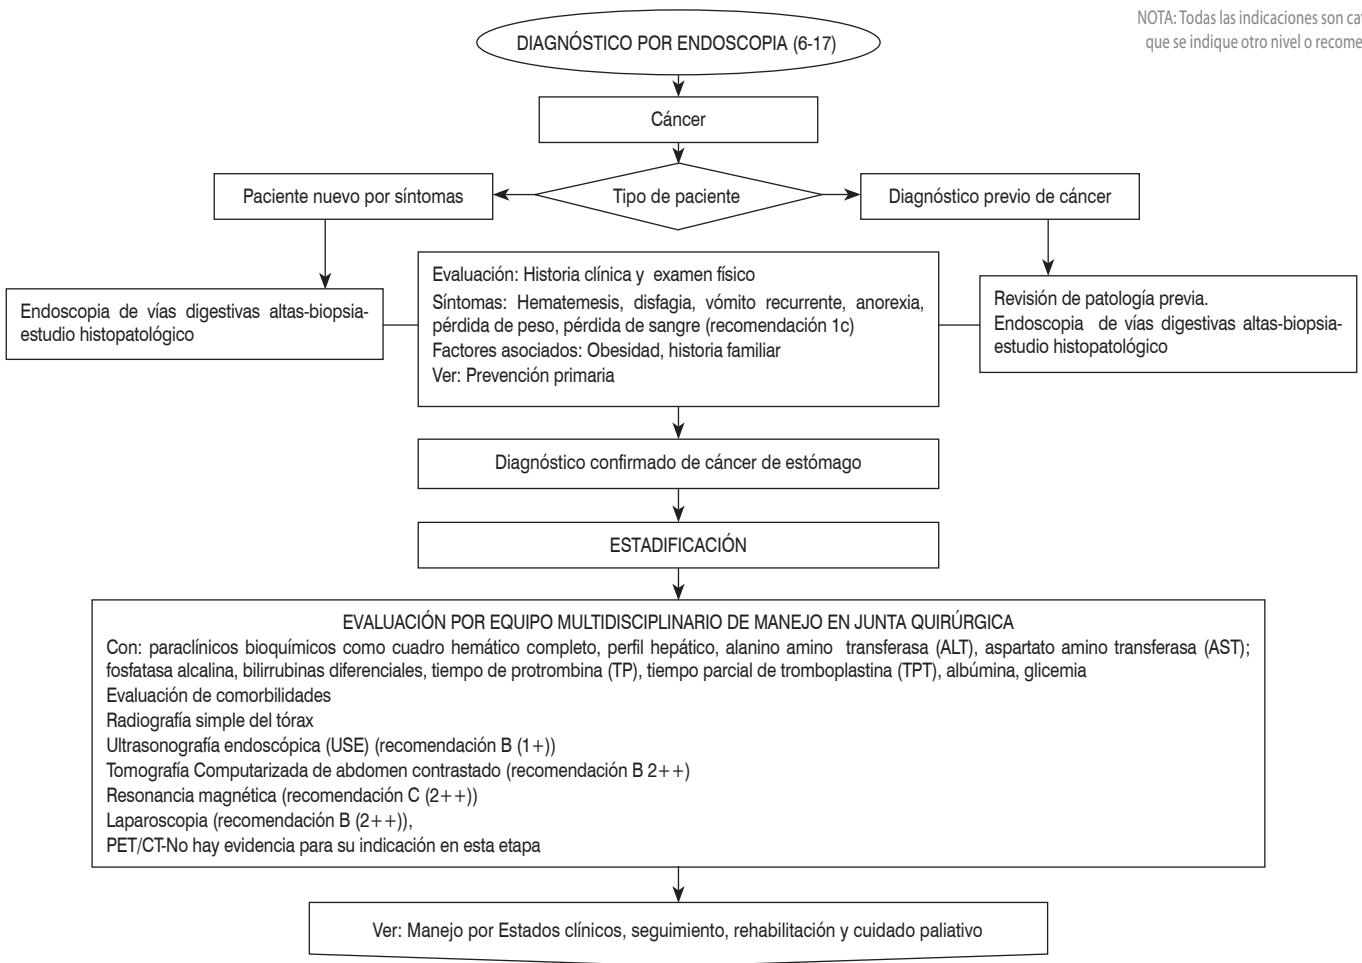 NOTA: Todas las indicaciones son
que se indique otro nivel o
DIAGNÓSTICO POR ENDOSCOPIA (6-17)
Cáncer
Paciente nuevo por síntomas
Tipo de paciente
Diagnóstico previo de cáncer
Endoscopia de vías digestivas altas-biopsia-
estudio histopatológico
Evaluación: Historia clínica y examen físico
Síntomas: Hematemesis, disfagia, vómito recurrente, anorexia,
pérdida de peso, pérdida de sangre (recomendación 1c)
Factores asociados: Obesidad, historia familiar
Ver: Prevención primaria
Revisión de patología previa.
Endoscopia de vías digestivas altas-biopsia-
estudio histopatológico
Diagnóstico confirmado de cáncer de estómago
ESTADIFICACIÓN
EVALUACIÓN POR EQUIPO MULTIDISCIPLINARIO DE MANEJO EN JUNTA QUIRÚRGICA
Con: paraclínicos bioquímicos como cuadro hemático completo, perfil hepático, alanino amino transferasa (ALT), aspartato amino transferasa (AST);
fosfatasa alcalina, bilirrubinas diferenciales, tiempo de protrombina (TP), tiempo parcial de tromboplastina (TPT), albúmina, glicemia
Evaluación de comorbilidades
Radiografía simple del tórax
Ultrasonografía endoscópica (USE) (recomendación B (1+))
Tomografía Computarizada de abdomen contrastado (recomendación B 2++)
Resonancia magnética (recomendación C (2++))
Laparoscopia (recomendación B (2++)),
PET/CT-No hay evidencia para su indicación en esta etapa
Ver: Manejo por Estados clínicos, seguimiento, rehabilitación y cuidado paliativo